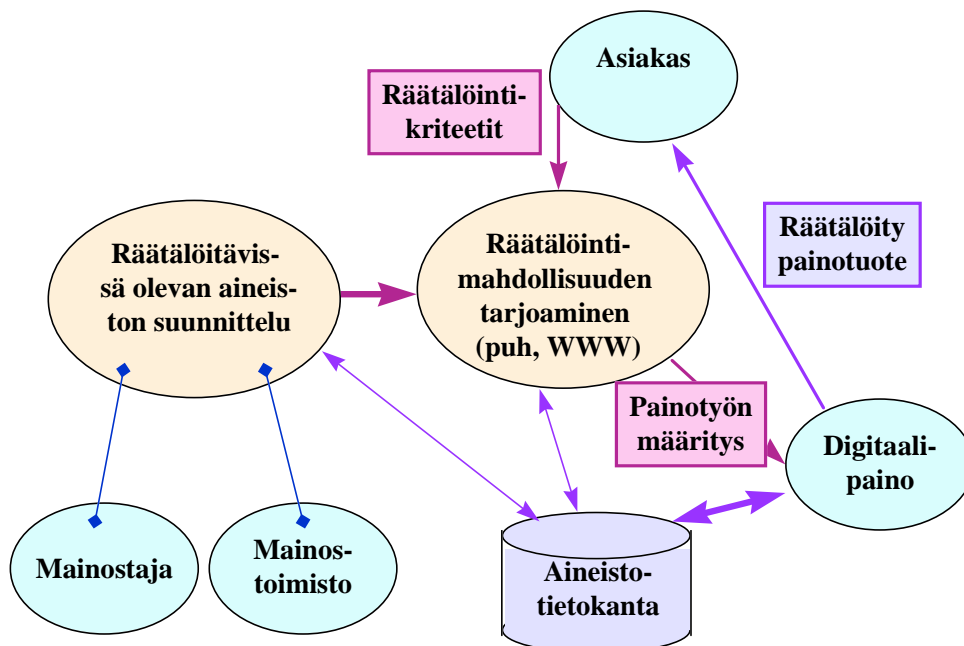 Asiakas
Räätälöinti-
kriteetit
Räätälöitävis-
sä olevan aineis-
ton suunnittelu
Räätälöinti-
mahdollisuuden
tarjoaminen
(puh, WWW)
Räätälöity
painotuote
Painotyön
määritys
Digitaali-
paino
Mainostaja
Mainos-
toimisto
Aineisto-
tietokanta